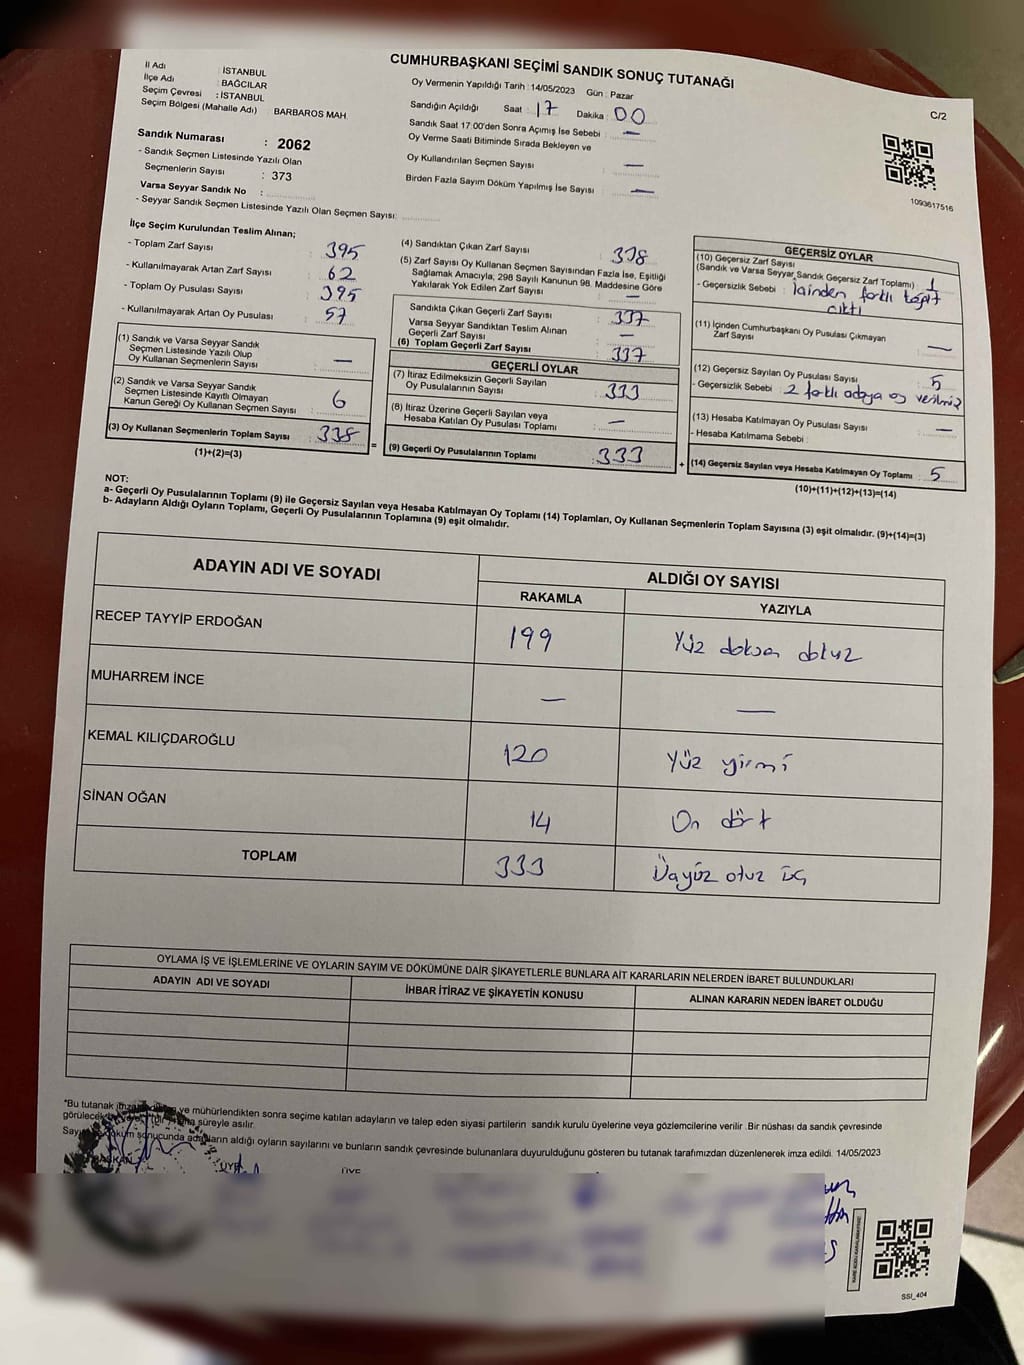 CUMHURBAŞKANI SEÇİMİ SANDIK SONUÇ TUTANAĞI
İl Adı : İSTANBUL
İlçe Adı : BAĞCILAR
Seçim Çevresi : İSTANBUL
Seçim Bölgesi (Mahalle Adı) BARBAROS MAH.
Sandık Numarası : 2062
- Sandık Seçmen Listesinde Yazılı Olan
Seçmenlerin Sayısı : 373
Varsa Seyyar Sandık No :
- Seyyar Sandık Seçmen Listesinde Yazılı Olan Seçmen Sayısı:
Oy Vermenin Yapıldığı Tarih : 14/05/2023 Gün : Pazar
Sandığın Açıldığı Saat : 17 Dakika : 00
Sandık Saat 17:00'den Sonra Açımış İse Sebebi : —
Oy Verme Saati Bitiminde Sırada Bekleyen ve
Oy Kullandırılan Seçmen Sayısı : —
Birden Fazla Sayım Döküm Yapılmış İse Sayısı : —
C/2
1093617516
İlçe Seçim Kurulundan Teslim Alınan;
- Toplam Zarf Sayısı : 395
- Kullanılmayarak Artan Zarf Sayısı : 62
- Toplam Oy Pusulası Sayısı : 395
- Kullanılmayarak Artan Oy Pusulası : 57
(1) Sandık ve Varsa Seyyar Sandık
Seçmen Listesinde Yazılı Olup
Oy Kullanan Seçmenlerin Sayısı : —
(2) Sandık ve Varsa Seyyar Sandık
Seçmen Listesinde Kayıtlı Olmayan
Kanun Gereği Oy Kullanan Seçmen Sayısı : 6
(3) Oy Kullanan Seçmenlerin Toplam Sayısı : 338
(1)+(2)=(3)
=
(4) Sandıktan Çıkan Zarf Sayısı : 338
(5) Zarf Sayısı Oy Kullanan Seçmen Sayısından Fazla İse, Eşitliği
Sağlamak Amacıyla, 298 Sayılı Kanunun 98. Maddesine Göre
Yakılarak Yok Edilen Zarf Sayısı : —
Sandıkta Çıkan Geçerli Zarf Sayısı : 337
Varsa Seyyar Sandıktan Teslim Alınan
Geçerli Zarf Sayısı : —
(6) Toplam Geçerli Zarf Sayısı : 337
GEÇERLİ OYLAR
(7) İtiraz Edilmeksizin Geçerli Sayılan
Oy Pusulalarının Sayısı : 333
(8) İtiraz Üzerine Geçerli Sayılan veya
Hesaba Katılan Oy Pusulası Toplamı : —
(9) Geçerli Oy Pusulalarının Toplamı : 333
+
GEÇERSİZ OYLAR
(10) Geçersiz Zarf Sayısı
(Sandık ve Varsa Seyyar Sandık Geçersiz Zarf Toplamı) : 1
- Geçersizlik Sebebi : İçinden farklı kağıt
çıktı
(11) İçinden Cumhurbaşkanı Oy Pusulası Çıkmayan
Zarf Sayısı : —
(12) Geçersiz Sayılan Oy Pusulası Sayısı : 5
- Geçersizlik Sebebi : 2 farklı adaya oy verilmiş
(13) Hesaba Katılmayan Oy Pusulası Sayısı : —
- Hesaba Katılmama Sebebi :
(14) Geçersiz Sayılan veya Hesaba Katılmayan Oy Toplamı : 5
(10)+(11)+(12)+(13)=(14)
NOT:
a- Geçerli Oy Pusulalarının Toplamı (9) ile Geçersiz Sayılan veya Hesaba Katılmayan Oy Toplamı (14) Toplamları, Oy Kullanan Seçmenlerin Toplam Sayısına (3) eşit olmalıdır. (9)+(14)=(3)
b- Adayların Aldığı Oyların Toplamı, Geçerli Oy Pusulalarının Toplamına (9) eşit olmalıdır.
ADAYIN ADI VE SOYADI
ALDIĞI OY SAYISI
RAKAMLA YAZIYLA
RECEP TAYYİP ERDOĞAN 199 Yüz doksan dokuz
MUHARREM İNCE — —
KEMAL KILIÇDAROĞLU 120 Yüz yirmi
SİNAN OĞAN 14 On dört
TOPLAM 333 Üçyüz otuz üç
OYLAMA İŞ VE İŞLEMLERİNE VE OYLARIN SAYIM VE DÖKÜMÜNE DAİR ŞİKAYETLERLE BUNLARA AİT KARARLARIN NELERDEN İBARET BULUNDUKLARI
ADAYIN ADI VE SOYADI İHBAR İTİRAZ VE ŞİKAYETİN KONUSU ALINAN KARARIN NEDEN İBARET OLDUĞU
*Bu tutanak ve mühürlendikten sonra seçime katılan adayların ve talep eden siyasi partilerin sandık kurulu üyelerine veya gözlemcilerine verilir. Bir nüshası da sandık çevresinde
süreyle asılır.
sonucunda adayların aldığı oyların sayılarını ve bunların sandık çevresinde bulunanlara duyurulduğunu gösteren bu tutanak tarafımızdan düzenlenerek imza edildi. 14/05/2023
BAŞKAN ÜYE ÜYE
SSİ_404